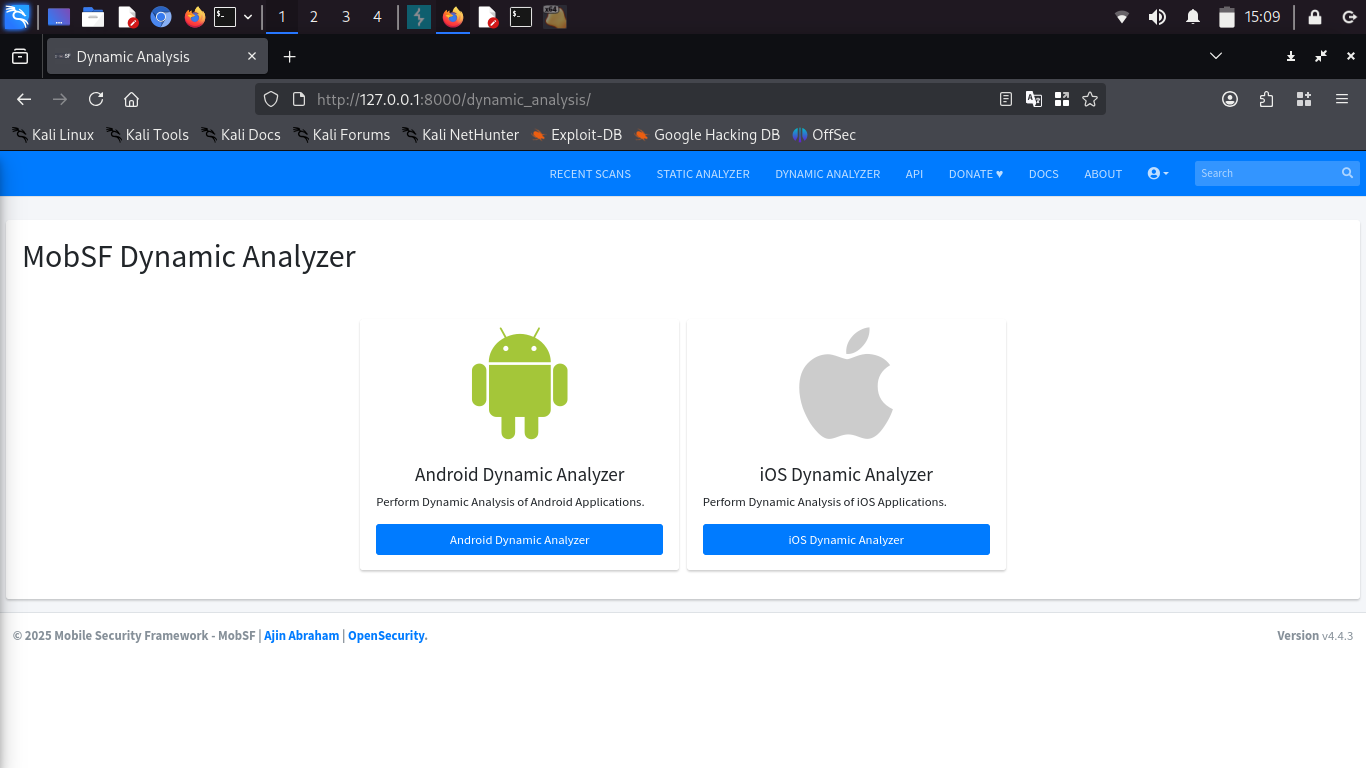 1 2 3 4 15:09
Dynamic Analysis
http://127.0.0.1:8000/dynamic_analysis/
Kali Linux Kali Tools Kali Docs Kali Forums Kali NetHunter Exploit-DB Google Hacking DB OffSec
RECENT SCANS STATIC ANALYZER DYNAMIC ANALYZER API DONATE ♥ DOCS ABOUT Search
MobSF Dynamic Analyzer
Android Dynamic Analyzer
Perform Dynamic Analysis of Android Applications.
Android Dynamic Analyzer
iOS Dynamic Analyzer
Perform Dynamic Analysis of iOS Applications.
iOS Dynamic Analyzer
© 2025 Mobile Security Framework - MobSF | Ajin Abraham | OpenSecurity.
Version v4.4.3